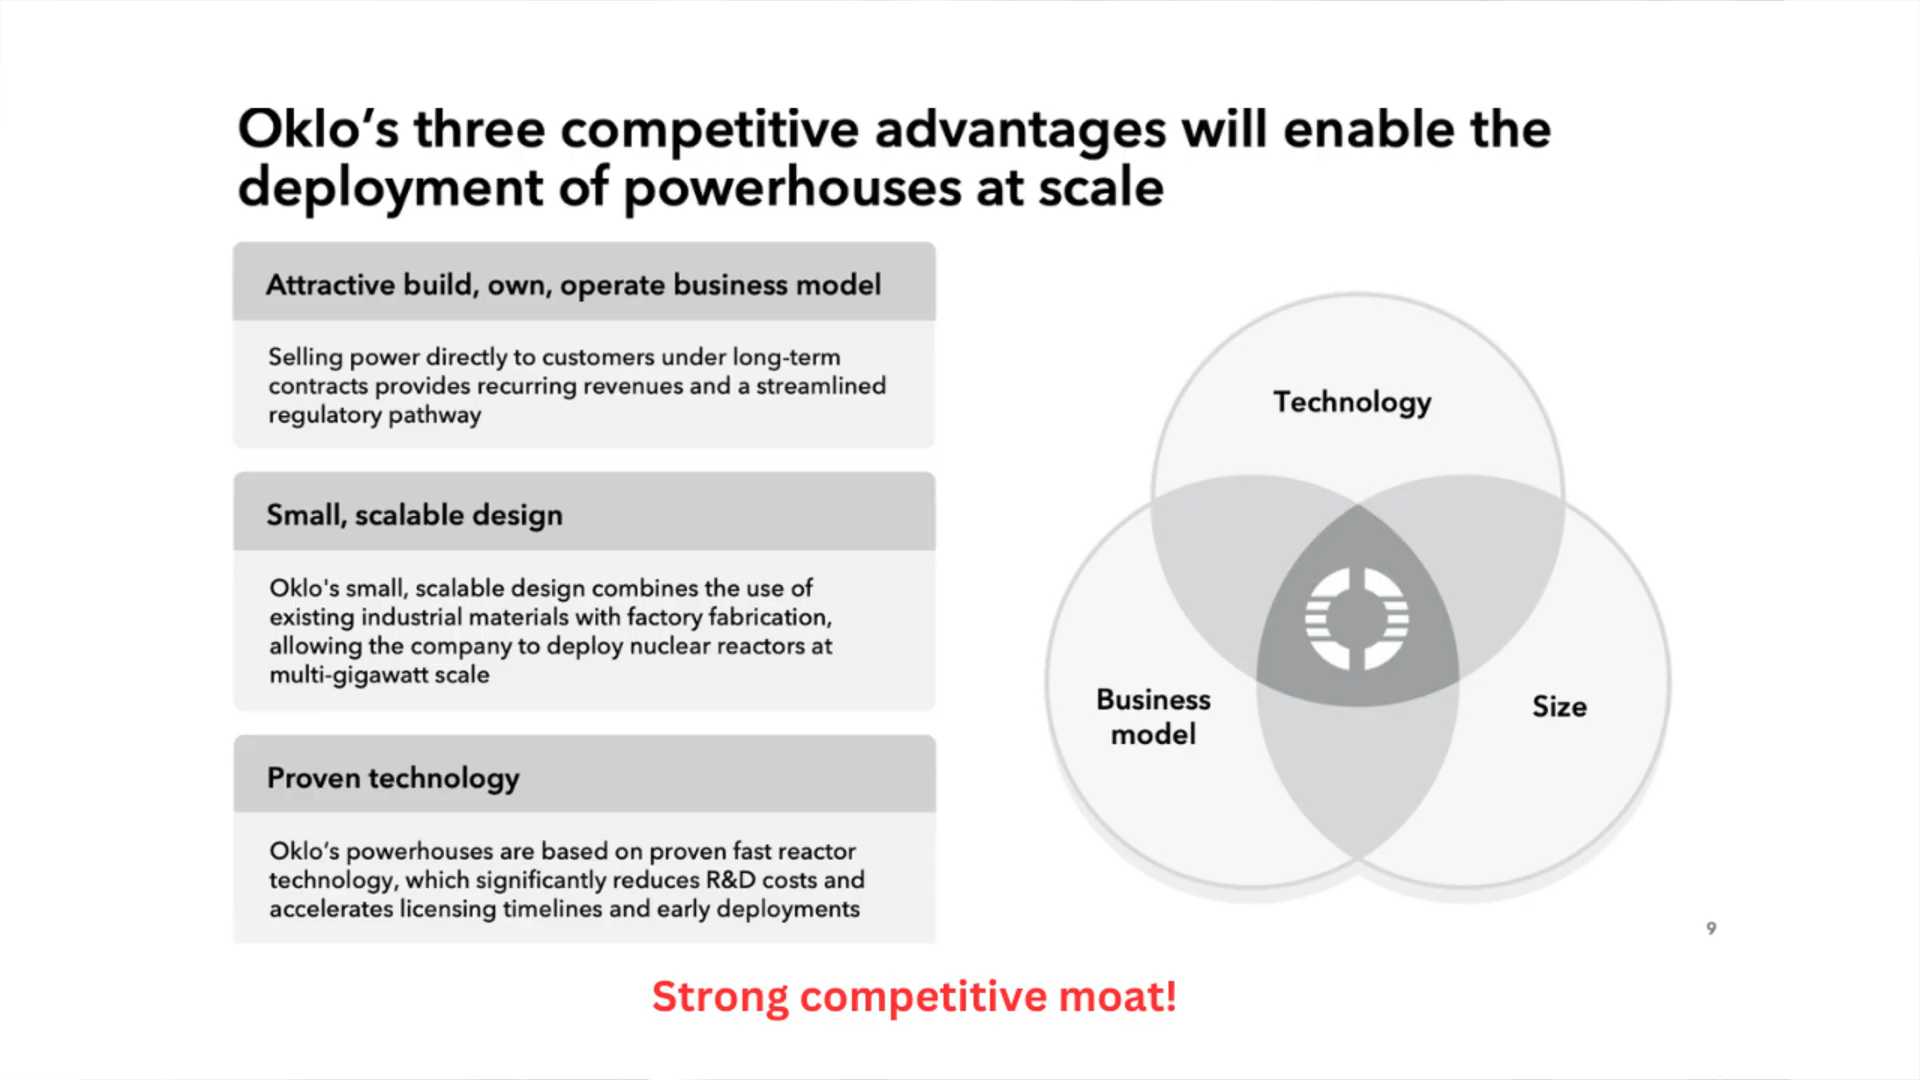 Oklo’s three competitive advantages will enable the
deployment of powerhouses at scale
Attractive build, own, operate business model
Selling power directly to customers under long-term
contracts provides recurring revenues and a streamlined
regulatory pathway
Small, scalable design
Oklo's small, scalable design combines the use of
existing industrial materials with factory fabrication,
allowing the company to deploy nuclear reactors at
multi-gigawatt scale
Proven technology
Oklo’s powerhouses are based on proven fast reactor
technology, which significantly reduces R&D costs and
accelerates licensing timelines and early deployments
Technology
Business
model
Size
9
Strong competitive moat!